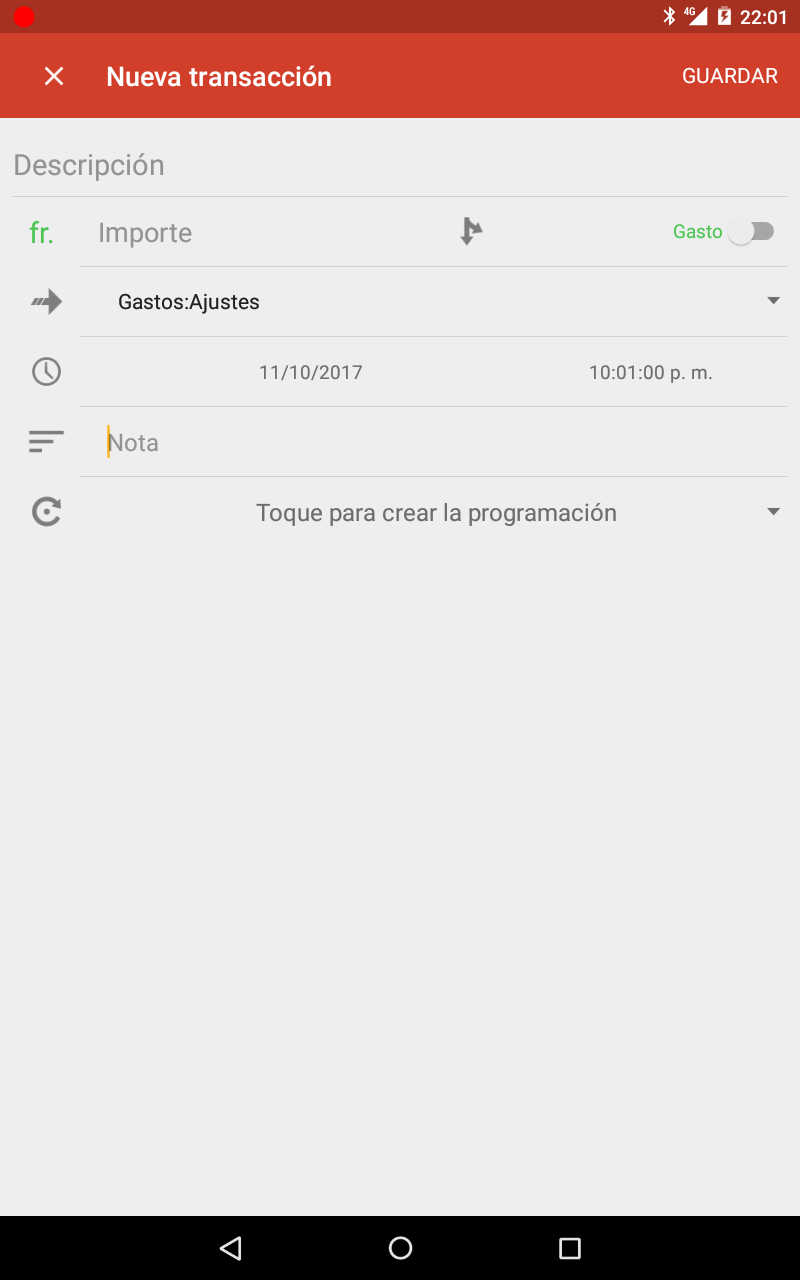 4G 22:01
Nueva transacción GUARDAR
Descripción
fr. Importe Gasto
Gastos:Ajustes
11/10/2017 10:01:00 p. m.
Nota
Toque para crear la programación